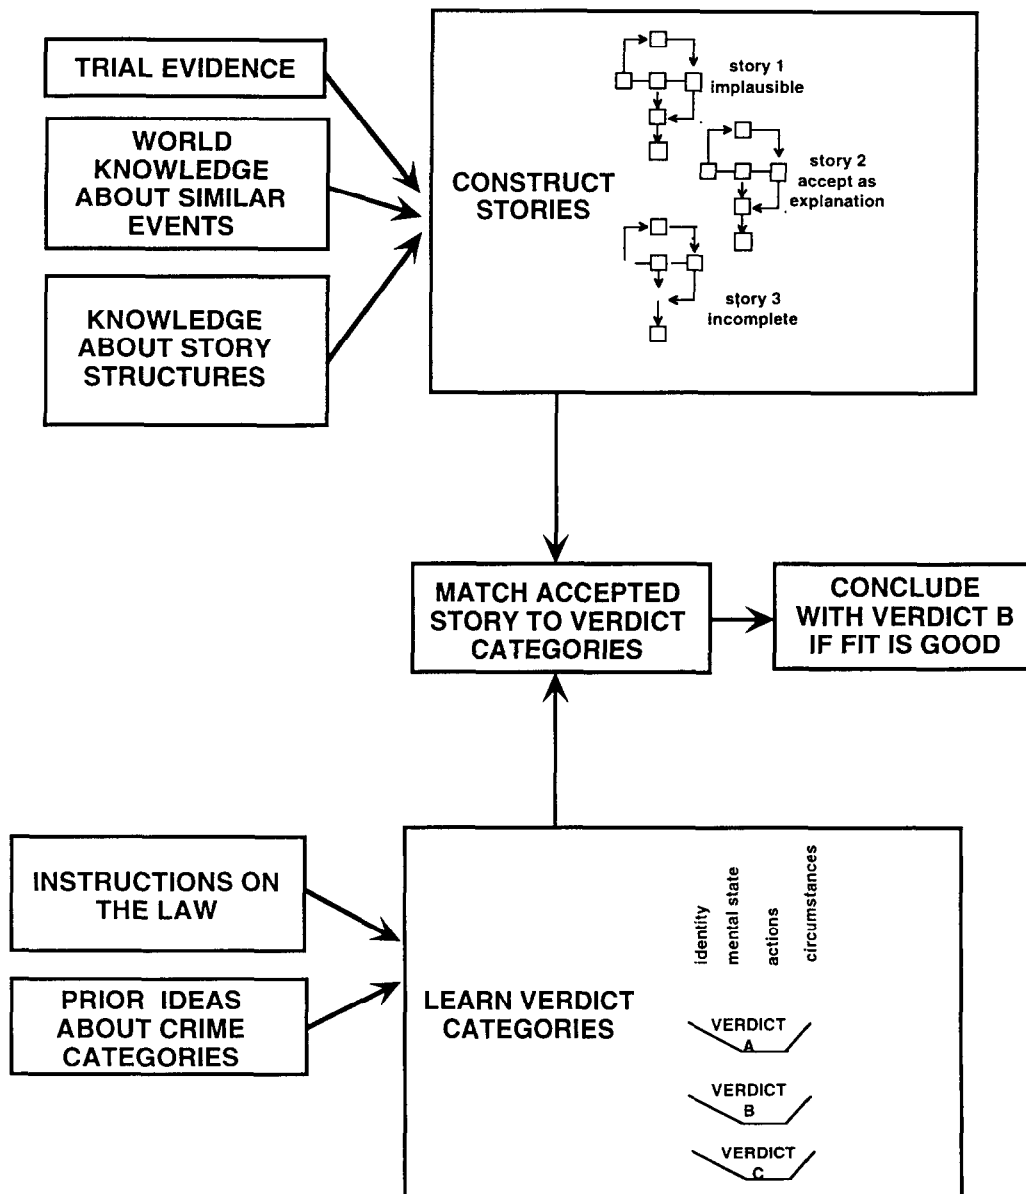 TRIAL EVIDENCE
WORLD
KNOWLEDGE
ABOUT SIMILAR
EVENTS
KNOWLEDGE
ABOUT STORY
STRUCTURES
CONSTRUCT
STORIES
story 1
implausible
story 2
accept as
explanation
story 3
incomplete
MATCH ACCEPTED
STORY TO VERDICT
CATEGORIES
CONCLUDE
WITH VERDICT B
IF FIT IS GOOD
INSTRUCTIONS ON
THE LAW
PRIOR IDEAS
ABOUT CRIME
CATEGORIES
LEARN VERDICT
CATEGORIES
identity
mental state
actions
circumstances
VERDICT
A
VERDICT
B
VERDICT
C